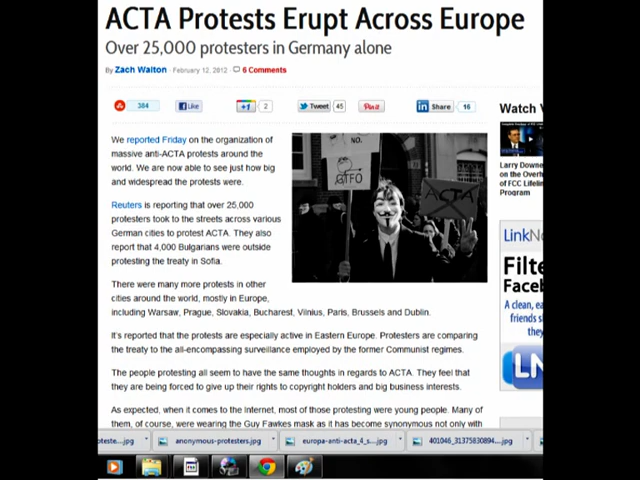 ACTA Protests Erupt Across Europe
Over 25,000 protesters in Germany alone
By Zach Walton · February 12, 2012 · 6 Comments
384 Like +1 2 Tweet 45 Pin it Share 16
Watch
We reported Friday on the organization of
massive anti-ACTA protests around the
world. We are now able to see just how big
and widespread the protests were.
NO.
GTFO
ACTA
Larry Downe
on the Overh
of FCC Lifelin
Program
Reuters is reporting that over 25,000
protesters took to the streets across various
German cities to protest ACTA. They also
report that 4,000 Bulgarians were outside
protesting the treaty in Sofia.
There were many more protests in other
cities around the world, mostly in Europe,
including Warsaw, Prague, Slovakia, Bucharest, Vilnius, Paris, Brussels and Dublin.
LinkN
Filte
Faceb
A clean, ea
friends s
they
LN
It's reported that the protests are especially active in Eastern Europe. Protesters are comparing
the treaty to the all-encompassing surveillance employed by the former Communist regimes.
The people protesting all seem to have the same thoughts in regards to ACTA. They feel that
they are being forced to give up their rights to copyright holders and big business interests.
As expected, when it comes to the Internet, most of those protesting were young people. Many of
them, of course, were wearing the Guy Fawkes mask as it has become synonymous not only with
oteste....jpg anonymous-protesters.jpg europa-anti-acta_4_s....jpg 401046_31375830894....jpg